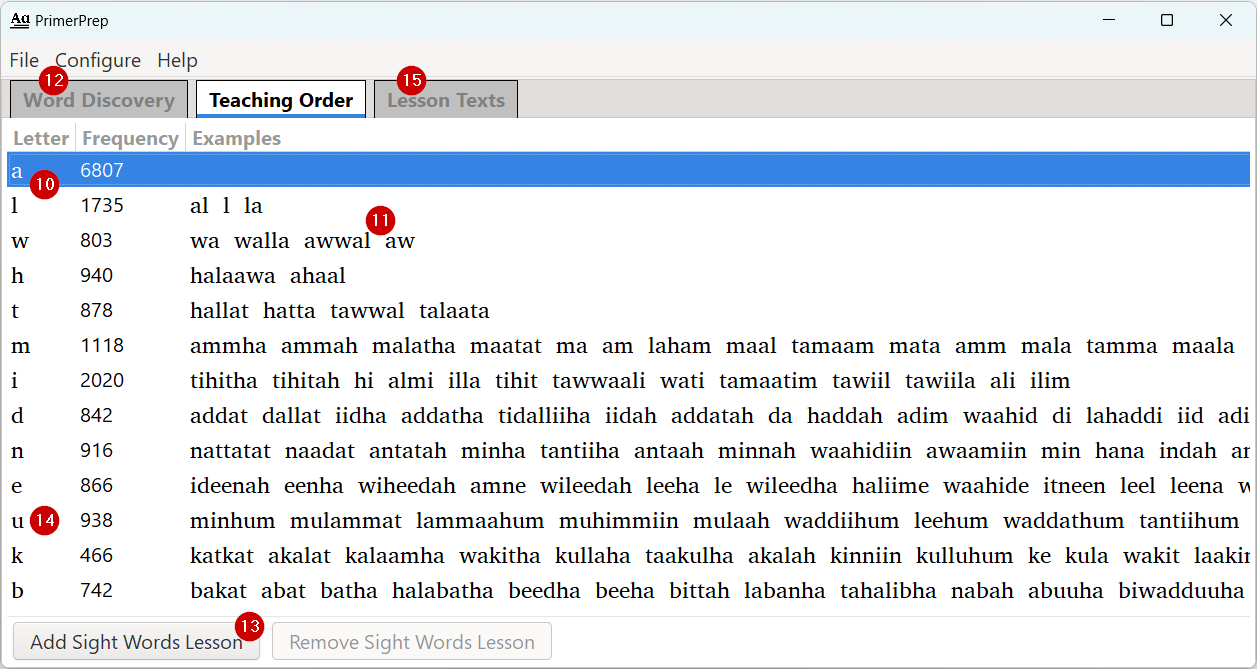 Aa PrimerPrep
File Configure Help
12 15
Word Discovery Teaching Order Lesson Texts
Letter Frequency Examples
a 6807
10
l 1735 al l la
11
w 803 wa walla awwal aw
h 940 halaawa ahaal
t 878 hallat hatta tawwal talaata
m 1118 ammha ammah malatha maatat ma am laham maal tamaam mata amm mala tamma maala
i 2020 tihitha tihitah hi almi illa tihit tawwaali wati tamaatim tawiil tawiila ali ilim
d 842 addat dallat iidha addatha tidalliiha iidah addatah da haddah adim waahid di lahaddi iid adi
n 916 nattatat naadat antatah minha tantiiha antaah minnah waahidiin awaamiin min hana indah
e 866 ideenah eenha wiheedah amne wileedah leeha le wileedha haliime waahide itneen leel leena
u 14 938 minhum mulammat lammaahum muhimmiin mulaah waddiihum leehum waddathum tantiihum
k 466 katkat akalat kalaamha wakitha kullaha taakulha akalah kinniin kulluhum ke kula wakit
b 742 bakat abat batha halabatha beedha beeha bittah labanha tahalibha nabah abuuha biwadduuha
13
Add Sight Words Lesson Remove Sight Words Lesson